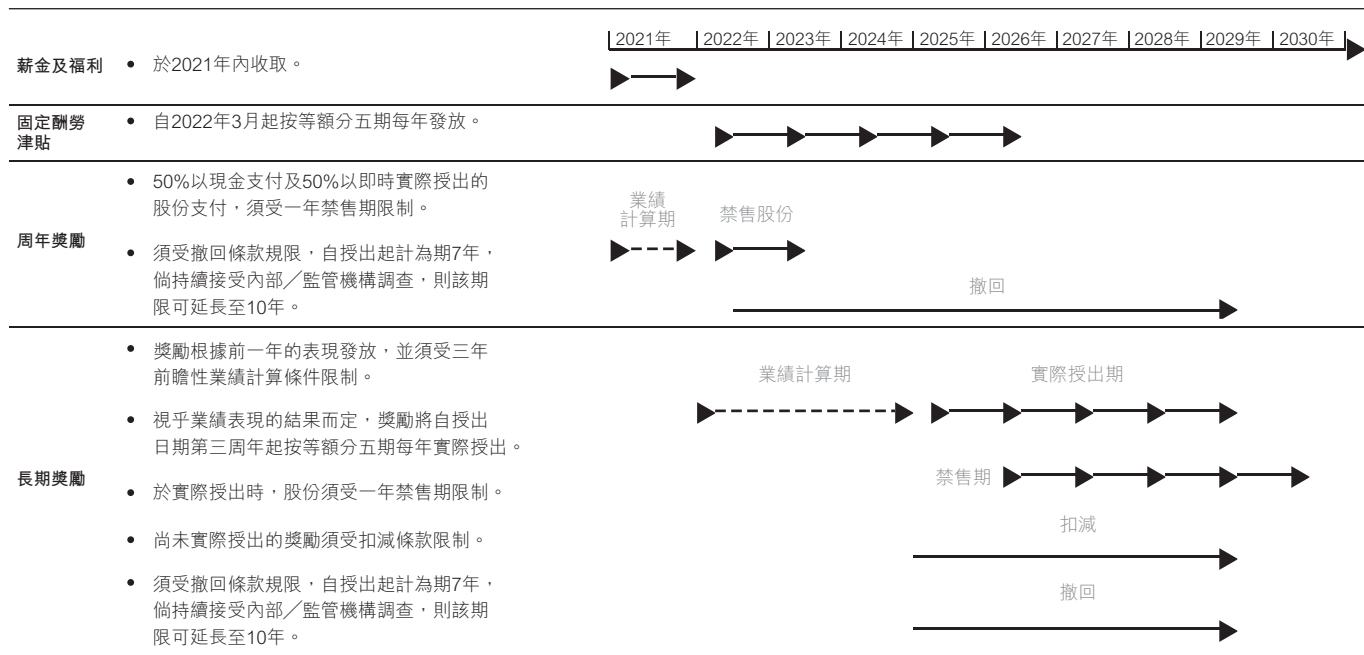 2021年 2022年 2023年 2024年 2025年 2026年 2027年 2028年 2029年 2030年
薪金及福利
• 於2021年內收取。
固定酬勞
津貼
• 自2022年3月起按等額分五期每年發放。
周年獎勵
• 50%以現金支付及50%以即時實際授出的
股份支付，須受一年禁售期限制。
• 須受撤回條款規限，自授出起計為期7年，
倘持續接受內部／監管機構調查，則該期
限可延長至10年。
業績
計算期
禁售股份
撤回
長期獎勵
• 獎勵根據前一年的表現發放，並須受三年
前瞻性業績計算條件限制。
• 視乎業績表現的結果而定，獎勵將自授出
日期第三周年起按等額分五期每年實際授出。
• 於實際授出時，股份須受一年禁售期限制。
• 尚未實際授出的獎勵須受扣減條款限制。
• 須受撤回條款規限，自授出起計為期7年，
倘持續接受內部／監管機構調查，則該期
限可延長至10年。
業績計算期
實際授出期
禁售期
扣減
撤回